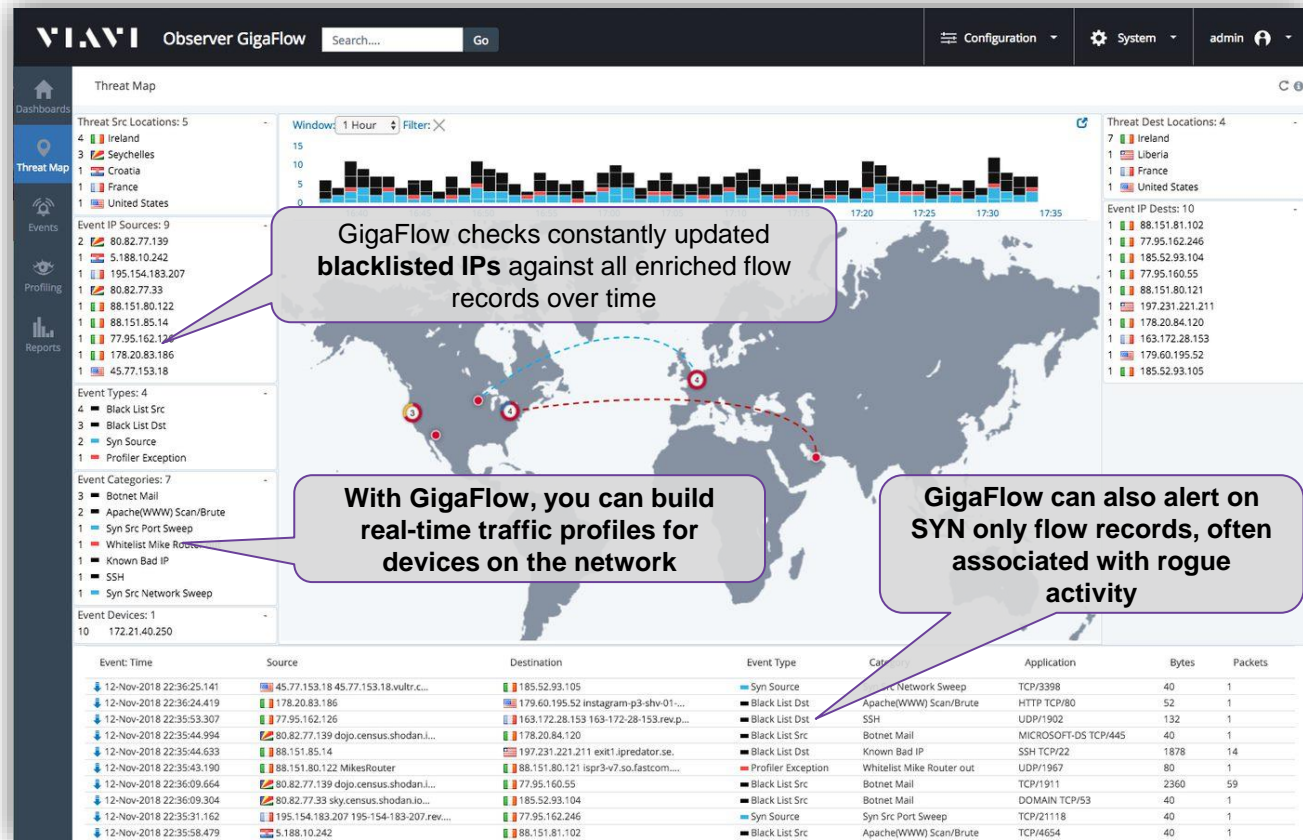 VIAVI Observer GigaFlow Search.... Go Configuration System admin
Dashboards
Threat Map
Events
Profiling
Reports
Threat Map
Threat Src Locations: 5 -
4 Ireland
3 Seychelles
1 Croatia
1 France
1 United States
Event IP Sources: 9 -
2 80.82.77.139
1 5.188.10.242
1 195.154.183.207
1 80.82.77.33
1 88.151.80.122
1 88.151.85.14
1 77.95.162.126
1 178.20.83.186
1 45.77.153.18
Event Types: 4 -
4 Black List Src
3 Black List Dst
2 Syn Source
1 Profiler Exception
Event Categories: 7 -
3 Botnet Mail
2 Apache(WWW) Scan/Brute
1 Syn Src Port Sweep
1 Whitelist Mike
1 Known Bad IP
1 SSH
1 Syn Src Network Sweep
Event Devices: 1 -
10 172.21.40.250
Window: 1 Hour Filter:
15
10
5
0
17:20 17:25 17:30 17:35
GigaFlow checks constantly updated
blacklisted IPs against all enriched flow
records over time
3
4
4
With GigaFlow, you can build
real-time traffic profiles for
devices on the network
GigaFlow can also alert on
SYN only flow records, often
associated with rogue
activity
Threat Dest Locations: 4 -
7 Ireland
1 Liberia
1 France
1 United States
Event IP Dests: 10 -
1 88.151.81.102
1 77.95.162.246
1 185.52.93.104
1 77.95.160.55
1 88.151.80.121
1 197.231.221.211
1 178.20.84.120
1 163.172.28.153
1 179.60.195.52
1 185.52.93.105
Event: Time Source Destination Event Type Application Bytes Packets
12-Nov-2018 22:36:25.141 45.77.153.18 45.77.153.18.vultr.c... 185.52.93.105 Syn Source Network Sweep TCP/3398 40 1
12-Nov-2018 22:36:24.419 178.20.83.186 179.60.195.52 instagram-p3-shv-01-... Black List Dst Apache(WWW) Scan/Brute HTTP TCP/80 52 1
12-Nov-2018 22:35:53.307 77.95.162.126 163.172.28.153 163-172-28-153.rev.p... Black List Dst SSH UDP/1902 132 1
12-Nov-2018 22:35:44.994 80.82.77.139 dojo.census.shodan.i... 178.20.84.120 Black List Src Botnet Mail MICROSOFT-DS TCP/445 40 1
12-Nov-2018 22:35:44.633 88.151.85.14 197.231.221.211 exit1.ipredator.se. Black List Dst Known Bad IP SSH TCP/22 1878 14
12-Nov-2018 22:35:43.190 88.151.80.122 MikesRouter 88.151.80.121 ispr3-v7.so.fastcom.... Profiler Exception Whitelist Mike Router out UDP/1967 80 1
12-Nov-2018 22:36:09.664 80.82.77.139 dojo.census.shodan.i... 77.95.160.55 Black List Src Botnet Mail TCP/1911 2360 59
12-Nov-2018 22:36:09.304 80.82.77.33 sky.census.shodan.io... 185.52.93.104 Black List Src Botnet Mail DOMAIN TCP/53 40 1
12-Nov-2018 22:35:31.162 195.154.183.207 195-154-183-207.rev.... 77.95.162.246 Syn Source Syn Src Port Sweep TCP/21118 40 1
12-Nov-2018 22:35:58.479 5.188.10.242 88.151.81.102 Black List Src Apache(WWW) Scan/Brute TCP/4654 40 1